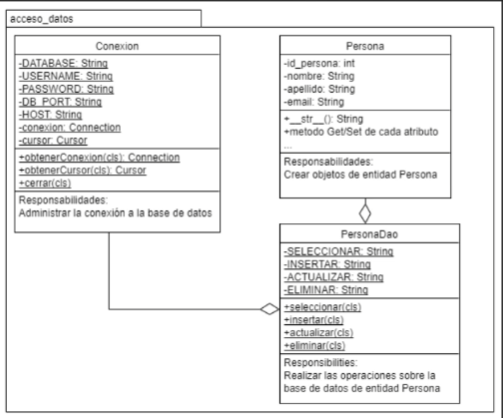 acceso_datos
Conexion
-DATABASE: String
-USERNAME: String
-PASSWORD: String
-DB_PORT: String
-HOST: String
-conexion: Connection
-cursor: Cursor
+obtenerConexion(cls): Connection
+obtenerCursor(cls): Cursor
+cerrar(cls)
Responsabilidades:
Administrar la conexión a la base de datos
Persona
-id_persona: int
-nombre: String
-apellido: String
-email: String
+__str__(): String
+metodo Get/Set de cada atributo
...
Responsabilidades:
Crear objetos de entidad Persona
PersonaDao
-SELECCIONAR: String
-INSERTAR: String
-ACTUALIZAR: String
-ELIMINAR: String
+seleccionar(cls)
+insertar(cls)
+actualizar(cls)
+eliminar(cls)
Responsibilities:
Realizar las operaciones sobre la
base de datos de entidad Persona